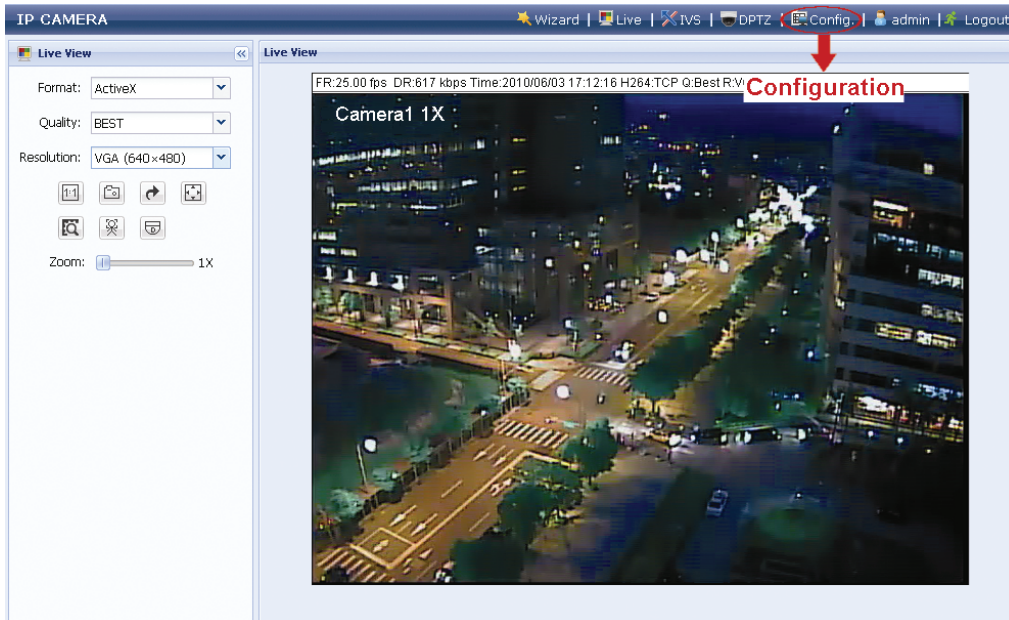 IP CAMERA
Wizard | Live | IVS | DPTZ | Config. | admin | Logout
Live View
Format: ActiveX
Quality: BEST
Resolution: VGA (640×480)
1:1
Zoom: 1X
Live View
FR:25.00 fps DR:617 kbps Time:2010/06/03 17:12:16 H264:TCP Q:Best
Configuration
Camera1 1X